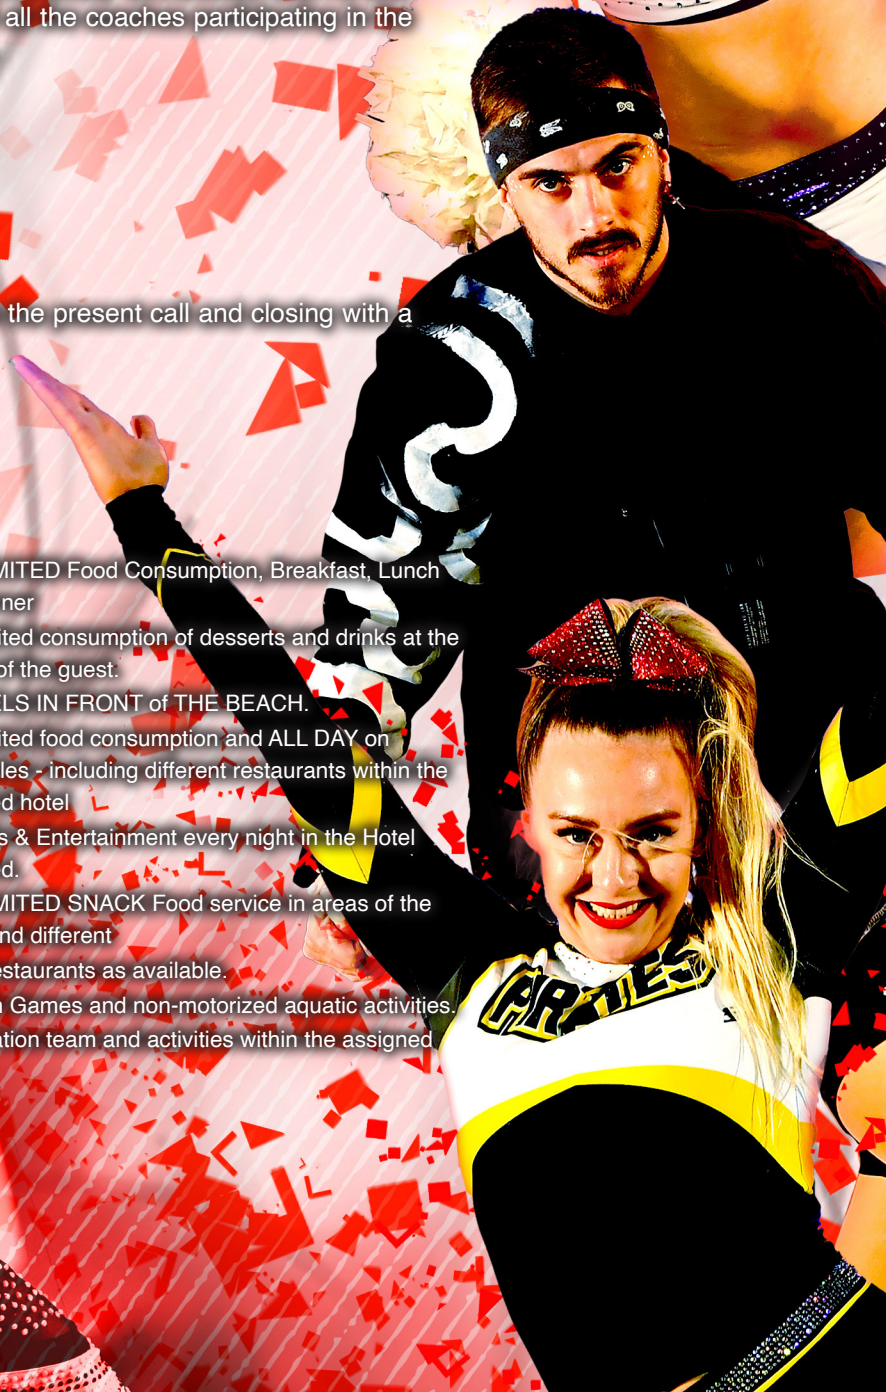 all the coaches participating in the
the present call and closing with a
MITED Food Consumption, Breakfast, Lunch
ner
ited consumption of desserts and drinks at the
of the guest.
ELS IN FRONT of THE BEACH.
ited food consumption and ALL DAY on
les - including different restaurants within the
ed hotel
s & Entertainment every night in the Hotel
ed.
MITED SNACK Food service in areas of the
nd different
estaurants as available.
n Games and non-motorized aquatic activities.
ation team and activities within the assigned
PIRATES